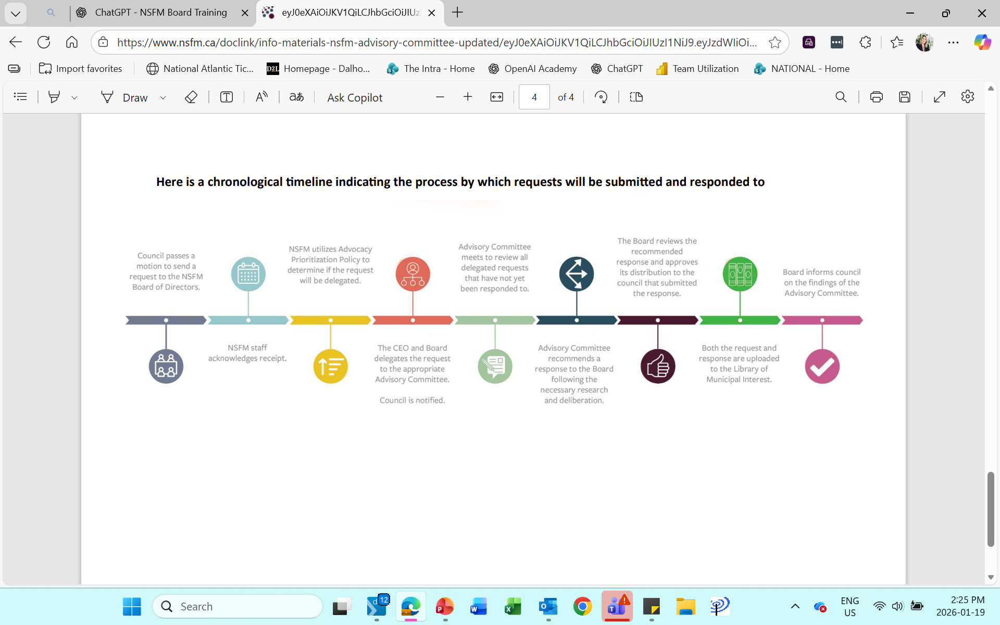 ChatGPT - NSFM Board Training
eyJ0eXAiOiJKV1QiLCJhbGciOiJIUz
https://www.nsfm.ca/doclink/info-materials-nsfm-advisory-committee-updated/eyJ0eXAiOiJKV1QiLCJhbGciOiJIUzI1NiJ9.eyJzdWIiOi...
Import favorites
National Atlantic Tic...
D2L
Homepage - Dalho...
The Intra - Home
OpenAI Academy
ChatGPT
Team Utilization
NATIONAL - Home
Draw
Ask Copilot
4
of 4
Here is a chronological timeline indicating the process by which requests will be submitted and responded to
Council passes a
motion to send a
request to the NSFM
Board of Directors.
NSFM staff
acknowledges receipt.
NSFM utilizes Advocacy
Prioritization Policy to
determine if the request
will be delegated.
The CEO and Board
delegates the request
to the appropriate
Advisory Committee.
Council is notified.
Advisory Committee
meets to review all
delegated requests
that have not yet
been responded to.
Advisory Committee
recommends a
response to the Board
following the
necessary research
and deliberation.
The Board reviews the
recommended
response and approves
its distribution to the
council that submitted
the response.
Both the request and
response are uploaded
to the Library of
Municipal Interest.
Board informs council
on the findings of the
Advisory Committee.
Search
12
ENG
US
2:25 PM
2026-01-19